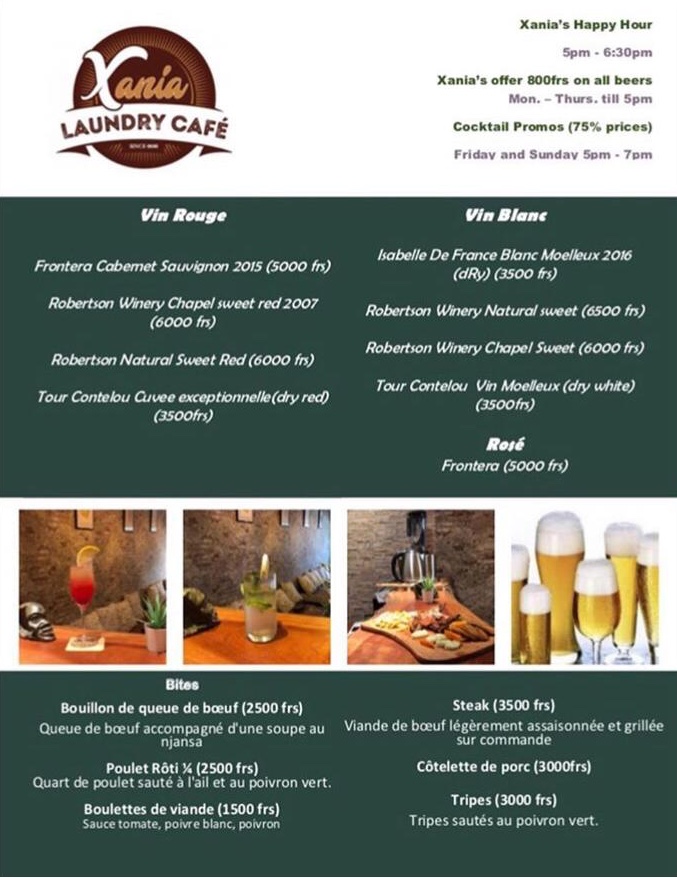 Xania
LAUNDRY CAFÉ
Xania's Happy Hour
5pm - 6:30pm
Xania's offer 800frs on all beers
Mon. – Thurs. till 5pm
Cocktail Promos (75% prices)
Friday and Sunday 5pm - 7pm
Vin Rouge
Frontera Cabernet Sauvignon 2015 (5000 frs)
Robertson Winery Chapel sweet red 2007
(6000 frs)
Robertson Natural Sweet Red (6000 frs)
Tour Contelou Cuvee exceptionnelle(dry red)
(3500frs)
Vin Blanc
Isabelle De France Blanc Moelleux 2016
(dRy) (3500 frs)
Robertson Winery Natural sweet (6500 frs)
Robertson Winery Chapel Sweet (6000 frs)
Tour Contelou Vin Moelleux (dry white)
(3500frs)
Rosé
Frontera (5000 frs)
Bites
Bouillon de queue de bœuf (2500 frs)
Queue de bœuf accompagné d'une soupe au
njansa
Poulet Rôti ¼ (2500 frs)
Quart de poulet sauté à l'ail et au poivron vert.
Boulettes de viande (1500 frs)
Sauce tomate, poivre blanc, poivron
Steak (3500 frs)
Viande de bœuf légèrement assaisonnée et grillée
sur commande
Côtelette de porc (3000frs)
Tripes (3000 frs)
Tripes sautés au poivron vert.